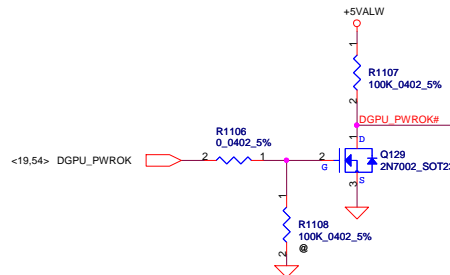 +5VALW
1
R1107
100K_0402_5%
2
DGPU_PWROK#
R1106
0_0402_5%
1
D
<19,54> DGPU_PWROK
2
1
2
G
Q129
2N7002_SOT23
S
3
1
R1108
100K_0402_5%
2
@